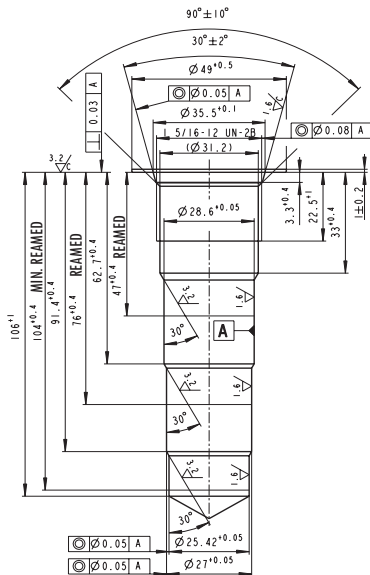 90°±10°
30°±2°
Ø49+0.5
◎ Ø0.05 A
Ø35.5+0.1
1.6 C
⊥ 0.03 A
1 5/16-12 UN-2B
◎ Ø0.08 A
(Ø31.2)
3.2 C
Ø28.6+0.05
3.3+0.4
22.5+1
33+0.4
1±0.2
106+1
104+0.4 MIN. REAMED
91.4+0.4
76+0.4 REAMED
62.7+0.4
47+0.4 REAMED
3.2
1.6
30°
A
3.2
1.6
30°
3.2
1.6
30°
◎ Ø0.05 A
Ø25.42+0.05
◎ Ø0.05 A
Ø27+0.05